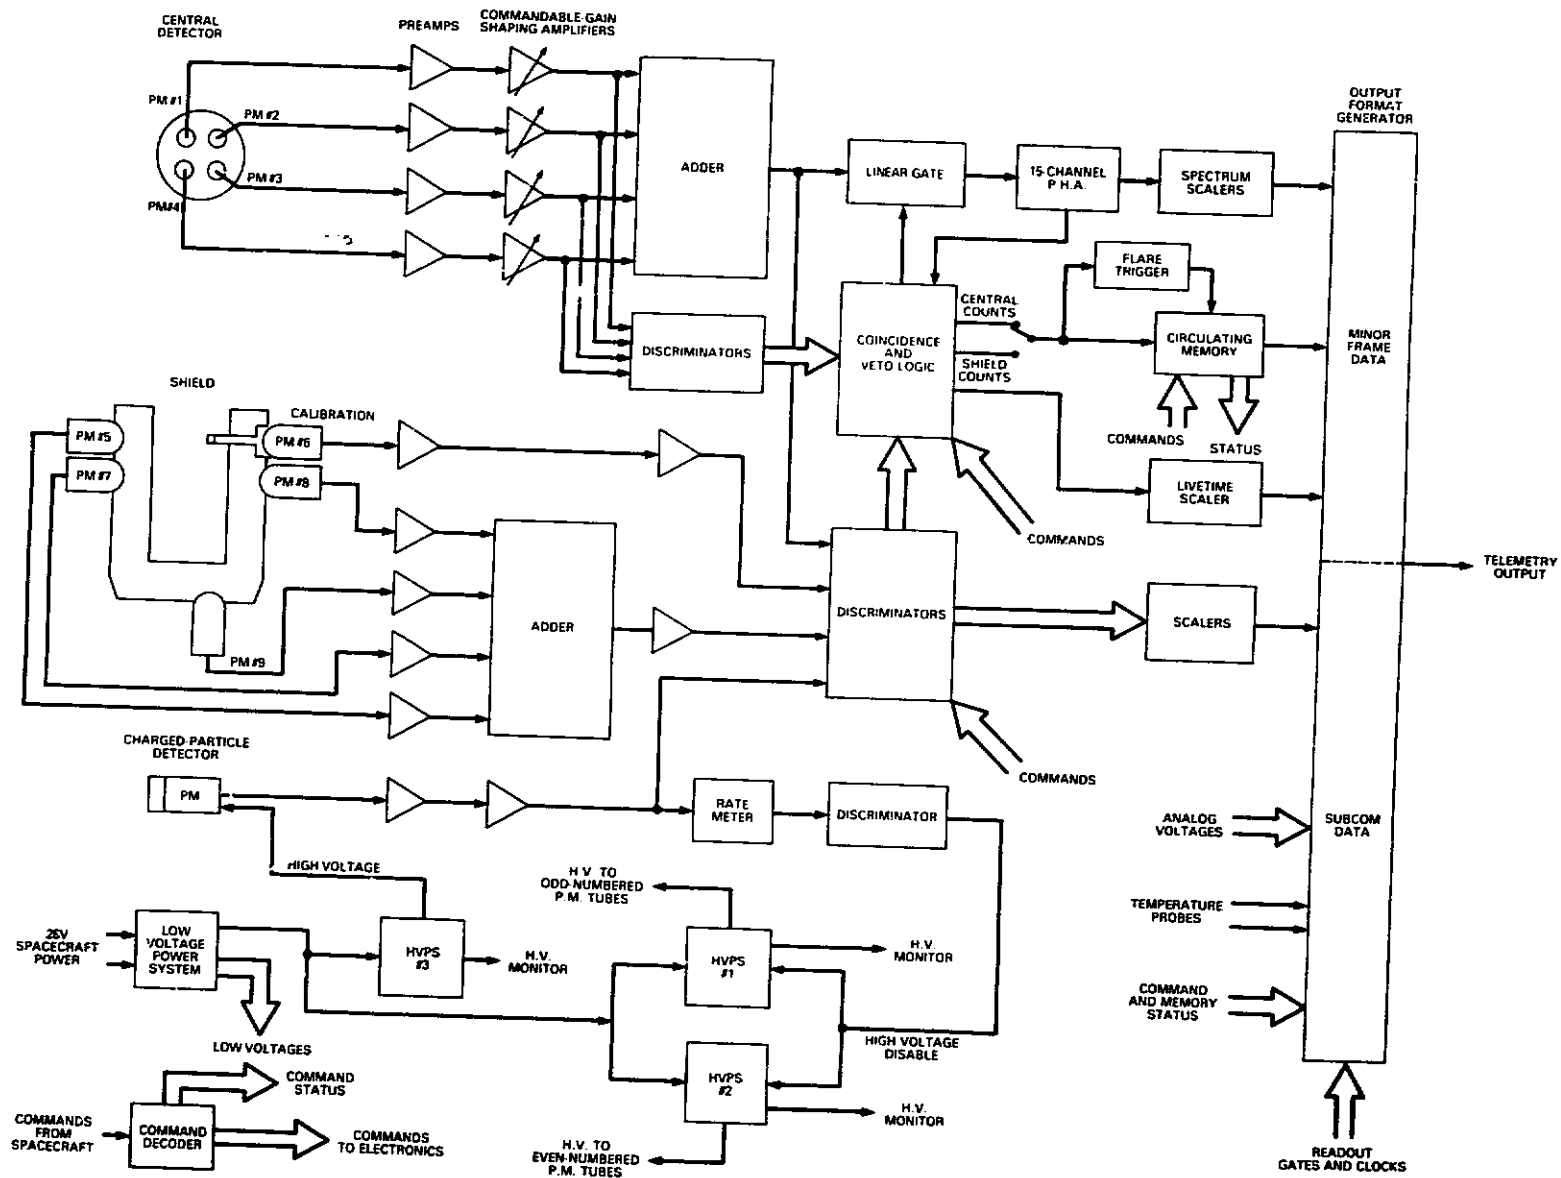 CENTRAL
DETECTOR
PREAMPS
COMMANDABLE-GAIN
SHAPING AMPLIFIERS
PM #1
PM #2
PM #3
PM#4
ADDER
LINEAR GATE
15-CHANNEL
P.H.A.
SPECTRUM
SCALERS
OUTPUT
FORMAT
GENERATOR
FLARE
TRIGGER
CENTRAL
COUNTS
SHIELD
COUNTS
CIRCULATING
MEMORY
MINOR
FRAME
DATA
DISCRIMINATORS
COINCIDENCE
AND
VETO LOGIC
COMMANDS
STATUS
SHIELD
CALIBRATION
PM #5
PM #6
PM #7
PM #8
PM #9
LIVETIME
SCALER
COMMANDS
TELEMETRY
OUTPUT
ADDER
DISCRIMINATORS
SCALERS
COMMANDS
CHARGED-PARTICLE
DETECTOR
PM
RATE
METER
DISCRIMINATOR
ANALOG
VOLTAGES
SUBCOM
DATA
HIGH VOLTAGE
H.V. TO
ODD-NUMBERED
P.M. TUBES
TEMPERATURE
PROBES
SPACECRAFT
POWER
LOW
VOLTAGE
POWER
SYSTEM
HVPS
#3
H.V.
MONITOR
HVPS
#1
H.V.
MONITOR
COMMAND
AND MEMORY
STATUS
LOW VOLTAGES
HIGH VOLTAGE
DISABLE
COMMAND
STATUS
HVPS
#2
H.V.
MONITOR
COMMANDS
FROM
SPACECRAFT
COMMAND
DECODER
COMMANDS
TO ELECTRONICS
H.V. TO
EVEN-NUMBERED
P.M. TUBES
READOUT
GATES AND CLOCKS